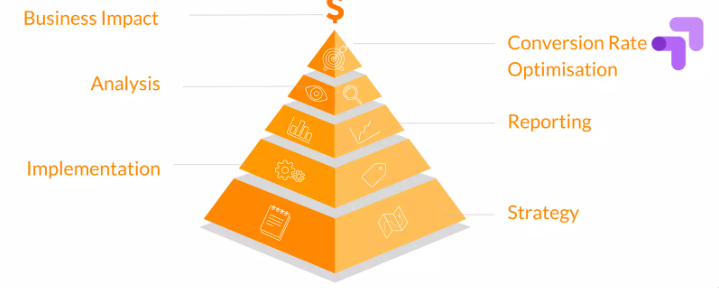 $
Business Impact
Conversion Rate
Optimisation
Analysis
Reporting
Implementation
Strategy